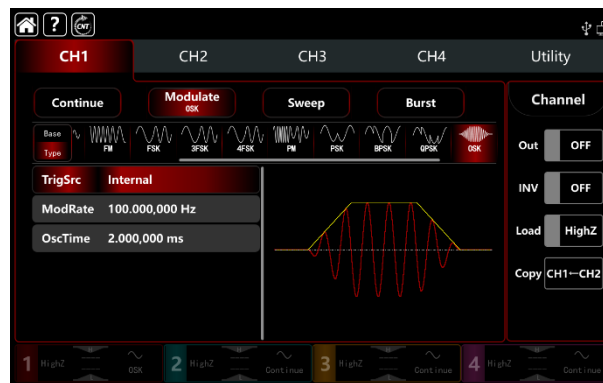 ? CNT
CH1 CH2 CH3 CH4 Utility
Continue Modulate OSK Sweep Burst
Channel
Base
Type
FM FSK 3FSK 4FSK PM PSK BPSK QPSK OSK
Out OFF
TrigSrc Internal
INV OFF
ModRate 100.000,000 Hz
Load HighZ
OscTime 2.000,000 ms
Copy CH1←CH2
1 HighZ OSK 2 HighZ Continue 3 HighZ Continue 4 HighZ Continue